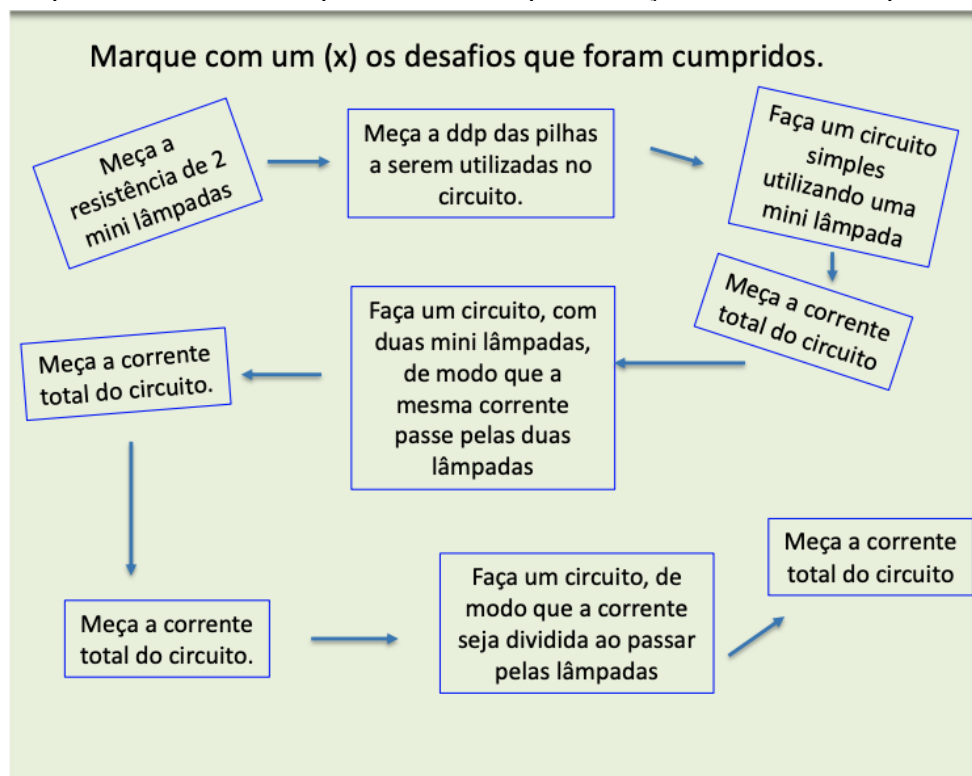 Marque com um (x) os desafios que foram cumpridos.
Meça a
resistência de 2
mini lâmpadas
Meça a ddp das pilhas
a serem utilizadas no
circuito.
Faça um circuito
simples
utilizando uma
mini lâmpada
Meça a corrente
total do circuito
Faça um circuito, com
duas mini lâmpadas,
de modo que a
mesma corrente
passe pelas duas
lâmpadas
Meça a corrente
total do circuito.
Meça a corrente
total do circuito.
Faça um circuito, de
modo que a corrente
seja dividida ao passar
pelas lâmpadas
Meça a corrente
total do circuito